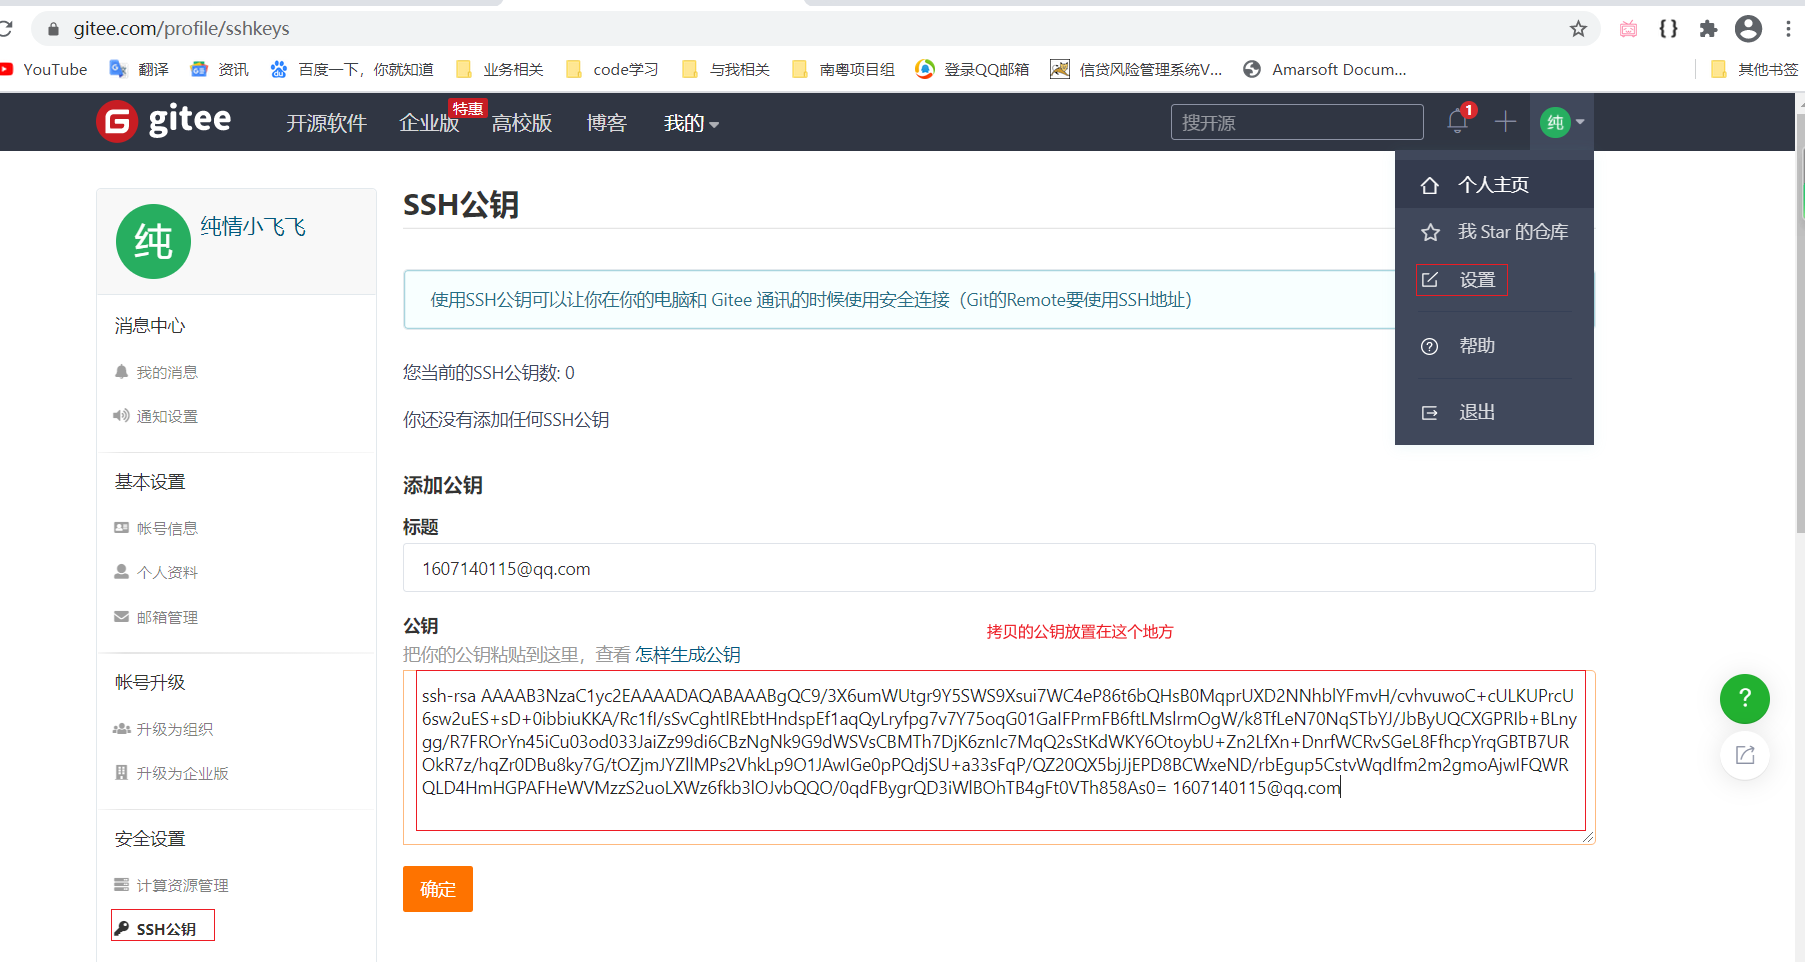 gitee.com/profile/sshkeys
YouTube 翻译 资讯 百度一下，你就知道 业务相关 code学习 与我相关 南粤项目组 登录QQ邮箱 信贷风险管理系统V... Amarsoft Docum... 其他书签
G gitee 开源软件 企业版 特惠 高校版 博客 我的 搜开源 1 纯
个人主页
我 Star 的仓库
设置
帮助
退出
纯 纯情小飞飞
消息中心
我的消息
通知设置
基本设置
帐号信息
个人资料
邮箱管理
帐号升级
升级为组织
升级为企业版
安全设置
计算资源管理
SSH公钥
SSH公钥
使用SSH公钥可以让你在你的电脑和 Gitee 通讯的时候使用安全连接（Git的Remote要使用SSH地址）
您当前的SSH公钥数: 0
你还没有添加任何SSH公钥
添加公钥
标题
1607140115@qq.com
公钥
拷贝的公钥放置在这个地方
把你的公钥粘贴到这里，查看 怎样生成公钥
ssh-rsa AAAAB3NzaC1yc2EAAAADAQABAAABgQC9/3X6umWUtgr9Y5SWS9Xsui7WC4eP86t6bQHsB0MqprUXD2NNhblYFmvH/cvhvuwoC+cULKUPrcU
6sw2uES+sD+0ibbiuKKA/Rc1fI/sSvCghtlREbtHndspEf1aqQyLryfpg7v7Y75oqG01GaIFPrmFB6ftLMslrmOgW/k8TfLeN70NqSTbYJ/JbByUQCXGPRIb+BLny
gg/R7FROrYn45iCu03od033JaiZz99di6CBzNgNk9G9dWSVsCBMTh7DjK6znIc7MqQ2sStKdWKY6OtoybU+Zn2LfXn+DnrfWCRvSGeL8FfhcpYrqGBTB7UR
OkR7z/hqZr0DBu8ky7G/tOZjmJYZllMPs2VhkLp9O1JAwIGe0pPQdjSU+a33sFqP/QZ20QX5bjJjEPD8BCWxeND/rbEgup5CstvWqdIfm2m2gmoAjwIFQWR
QLD4HmHGPAFHeWVMzzS2uoLXWz6fkb3lOJvbQQO/0qdFBygrQD3iWlBOhTB4gFt0VTh858As0= 1607140115@qq.com
确定